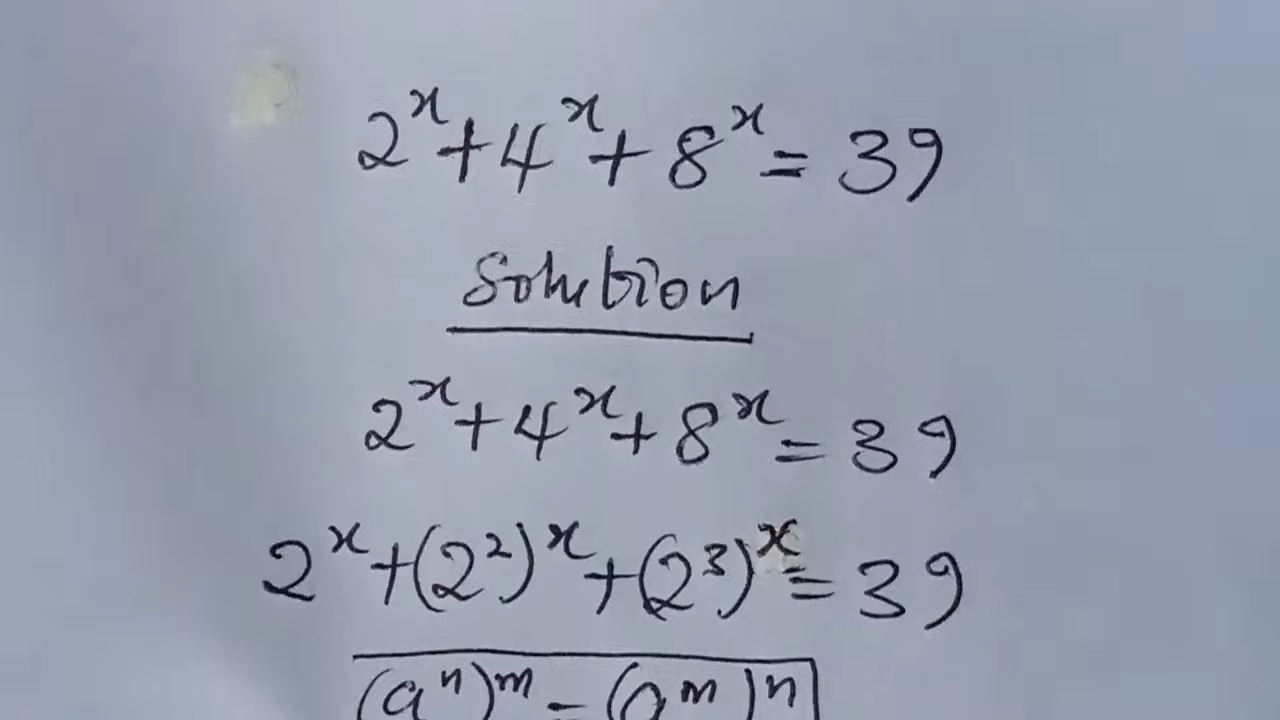 2^x + 4^x + 8^x = 39
Solution
2^x + 4^x + 8^x = 39
2^x + (2^2)^x + (2^3)^x = 39
(a^n)^m = (a^m)^n